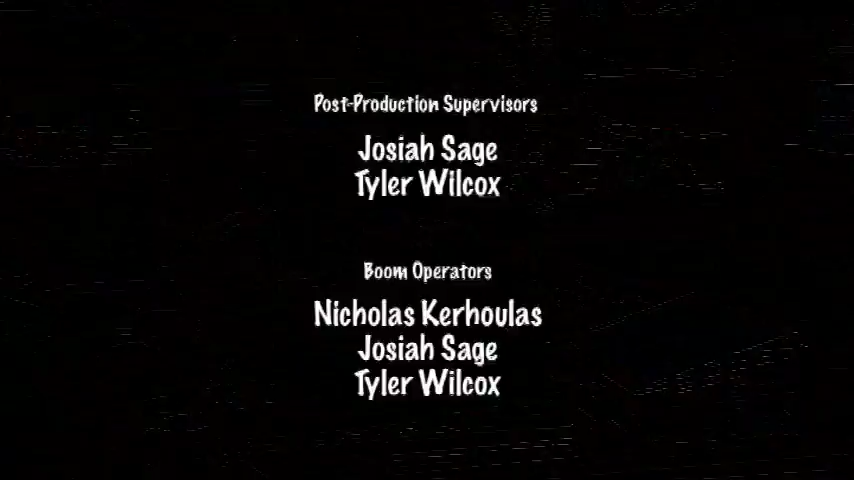 Post-Production Supervisors
Josiah Sage
Tyler Wilcox
Boom Operators
Nicholas Kerhoulas
Josiah Sage
Tyler Wilcox